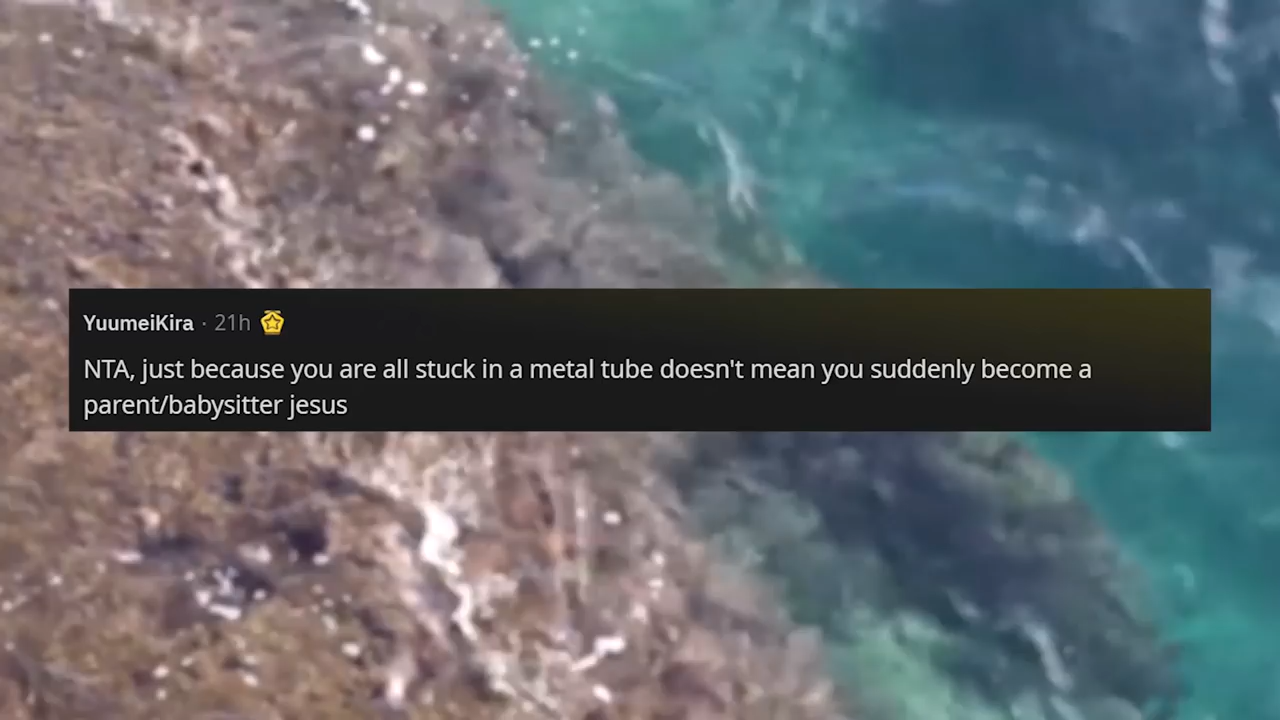 YuumeiKira · 21h
NTA, just because you are all stuck in a metal tube doesn't mean you suddenly become a
parent/babysitter jesus